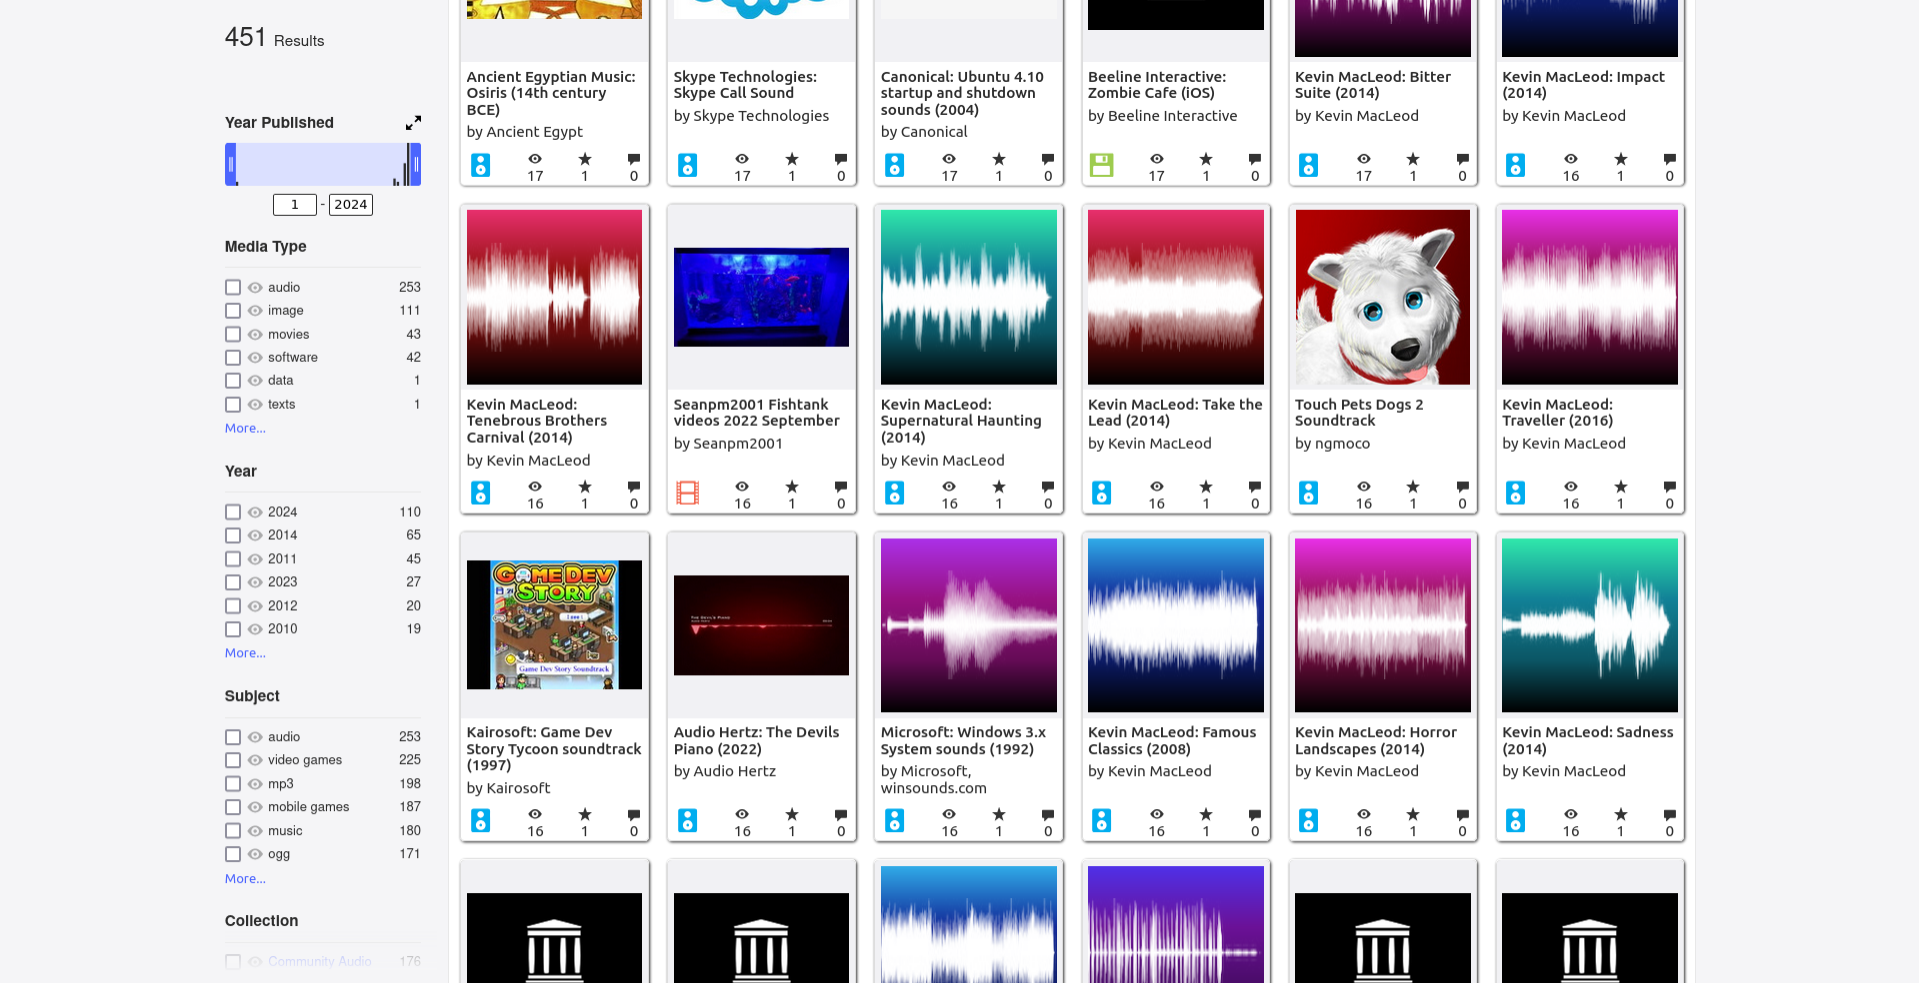 451 Results
Year Published
1 - 2024
Media Type
audio 253
image 111
movies 43
software 42
data 1
texts 1
More...
Year
2024 110
2014 65
2011 45
2023 27
2012 20
2010 19
More...
Subject
audio 253
video games 225
mp3 198
mobile games 187
music 180
ogg 171
More...
Collection
Community Audio 176
Ancient Egyptian Music:
Osiris (14th century
BCE)
by Ancient Egypt
17 1 0
Skype Technologies:
Skype Call Sound
by Skype Technologies
17 1 0
Canonical: Ubuntu 4.10
startup and shutdown
sounds (2004)
by Canonical
17 1 0
Beeline Interactive:
Zombie Cafe (iOS)
by Beeline Interactive
17 1 0
Kevin MacLeod: Bitter
Suite (2014)
by Kevin MacLeod
17 1 0
Kevin MacLeod: Impact
(2014)
by Kevin MacLeod
16 1 0
Kevin MacLeod:
Tenebrous Brothers
Carnival (2014)
by Kevin MacLeod
16 1 0
Seanpm2001 Fishtank
videos 2022 September
by Seanpm2001
16 1 0
Kevin MacLeod:
Supernatural Haunting
(2014)
by Kevin MacLeod
16 1 0
Kevin MacLeod: Take the
Lead (2014)
by Kevin MacLeod
16 1 0
Touch Pets Dogs 2
Soundtrack
by ngmoco
16 1 0
Kevin MacLeod:
Traveller (2016)
by Kevin MacLeod
16 1 0
GAME DEV
STORY
Game Dev Story Soundtrack
Kairosoft: Game Dev
Story Tycoon soundtrack
(1997)
by Kairosoft
16 1 0
THE DEVIL'S PIANO
Audio Hertz: The Devils
Piano (2022)
by Audio Hertz
16 1 0
Microsoft: Windows 3.x
System sounds (1992)
by Microsoft,
winsounds.com
16 1 0
Kevin MacLeod: Famous
Classics (2008)
by Kevin MacLeod
16 1 0
Kevin MacLeod: Horror
Landscapes (2014)
by Kevin MacLeod
16 1 0
Kevin MacLeod: Sadness
(2014)
by Kevin MacLeod
16 1 0